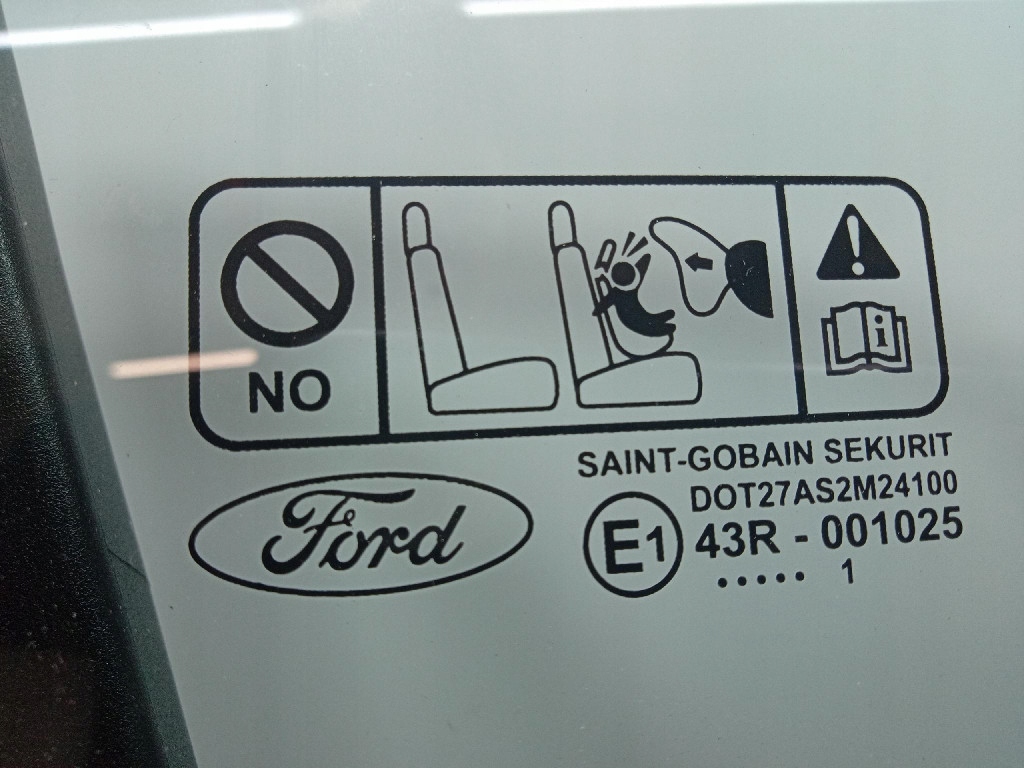 NO
i
Ford
SAINT-GOBAIN SEKURIT
DOT27AS2M24100
E1 43R - 001025
..... 1